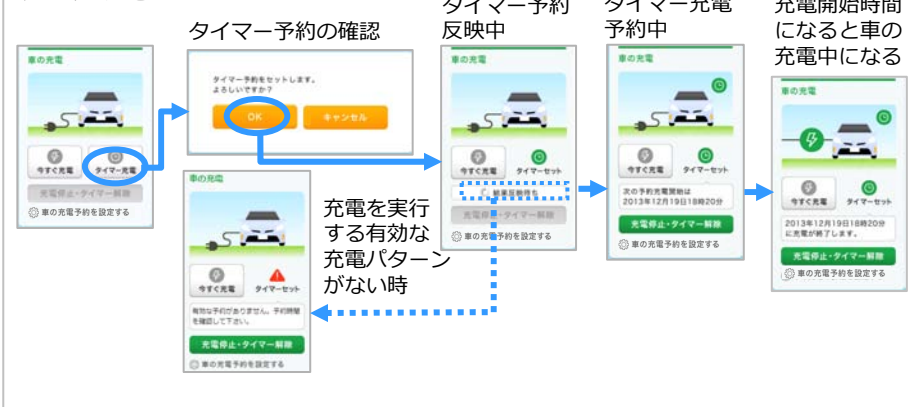 タイマー予約の確認
タイマー予約
反映中
タイマー充電
予約中
充電開始時間
になると車の
充電中になる
車の充電
今すぐ充電
タイマー充電
充電停止・タイマー解除
車の充電予約を設定する
タイマー予約をセットします。
よろしいですか?
OK
キャンセル
車の充電
今すぐ充電
タイマーセット
結果反映待ち
充電停止・タイマー解除
車の充電予約を設定する
車の充電
今すぐ充電
タイマーセット
次の予約充電開始は
2013年12月19日18時20分
充電停止・タイマー解除
車の充電予約を設定する
車の充電
今すぐ充電
タイマーセット
2013年12月19日18時20分
に充電が終了します。
充電停止・タイマー解除
車の充電予約を設定する
車の充電
今すぐ充電
タイマーセット
有効な予約がありません。予約時間
を確認して下さい。
充電停止・タイマー解除
車の充電予約を設定する
充電を実行
する有効な
充電パターン
がない時